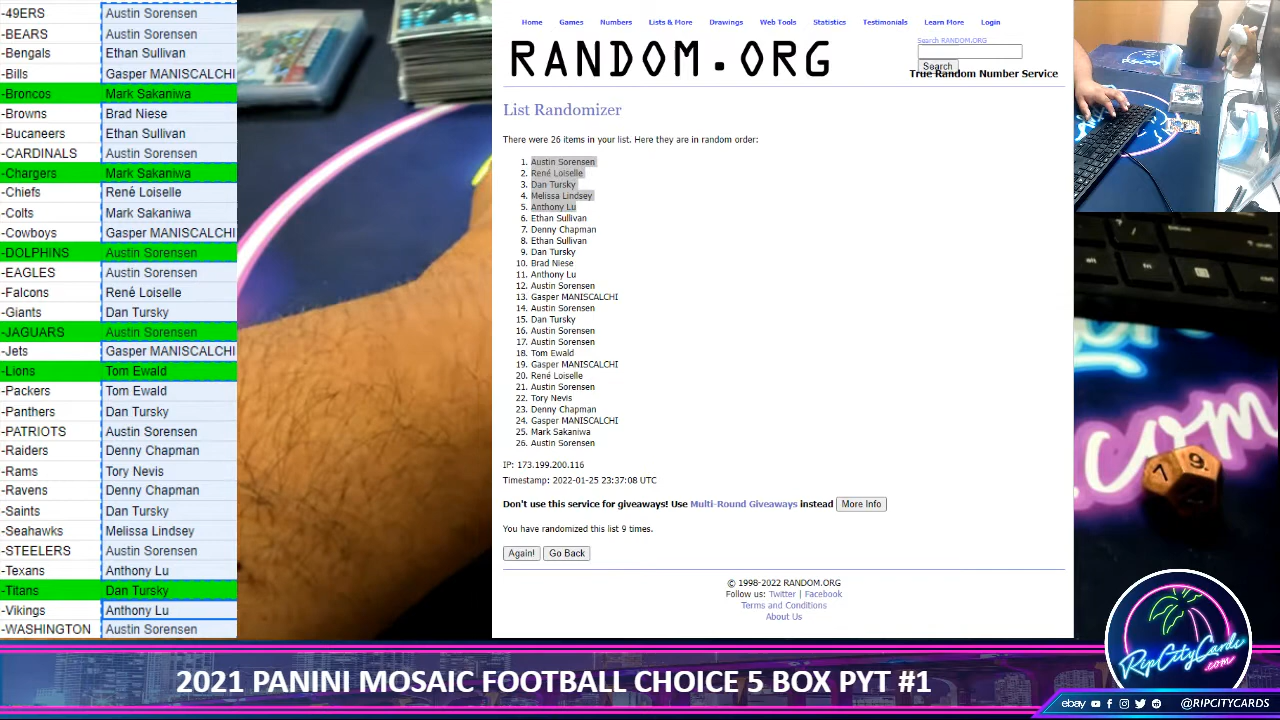 -49ERS Austin Sorensen
-BEARS Austin Sorensen
-Bengals Ethan Sullivan
-Bills Gasper MANISCALCHI
-Broncos Mark Sakaniwa
-Browns Brad Niese
-Bucaneers Ethan Sullivan
-CARDINALS Austin Sorensen
-Chargers Mark Sakaniwa
-Chiefs René Loiselle
-Colts Mark Sakaniwa
-Cowboys Gasper MANISCALCHI
-DOLPHINS Austin Sorensen
-EAGLES Austin Sorensen
-Falcons René Loiselle
-Giants Dan Tursky
-JAGUARS Austin Sorensen
-Jets Gasper MANISCALCHI
-Lions Tom Ewald
-Packers Tom Ewald
-Panthers Dan Tursky
-PATRIOTS Austin Sorensen
-Raiders Denny Chapman
-Rams Tory Nevis
-Ravens Denny Chapman
-Saints Dan Tursky
-Seahawks Melissa Lindsey
-STEELERS Austin Sorensen
-Texans Anthony Lu
-Titans Dan Tursky
-Vikings Anthony Lu
-WASHINGTON Austin Sorensen
Home Games Numbers Lists & More Drawings Web Tools Statistics Testimonials Learn More Login
RANDOM.ORG
Search RANDOM.ORG
Search
True Random Number Service
List Randomizer
There were 26 items in your list. Here they are in random order:
1. Austin Sorensen
2. René Loiselle
3. Dan Tursky
4. Melissa Lindsey
5. Anthony Lu
6. Ethan Sullivan
7. Denny Chapman
8. Ethan Sullivan
9. Dan Tursky
10. Brad Niese
11. Anthony Lu
12. Austin Sorensen
13. Gasper MANISCALCHI
14. Austin Sorensen
15. Dan Tursky
16. Austin Sorensen
17. Austin Sorensen
18. Tom Ewald
19. Gasper MANISCALCHI
20. René Loiselle
21. Austin Sorensen
22. Tory Nevis
23. Denny Chapman
24. Gasper MANISCALCHI
25. Mark Sakaniwa
26. Austin Sorensen
IP: 173.199.200.116
Timestamp: 2022-01-25 23:37:08 UTC
Don't use this service for giveaways! Use Multi-Round Giveaways instead More Info
You have randomized this list 9 times.
Again! Go Back
© 1998-2022 RANDOM.ORG
Follow us: Twitter | Facebook
Terms and Conditions
About Us
.com
7 9.
2021 PANINI MOSAIC FOOTBALL CHOICE 5 BOX PYT #1
RipCityCards
.com
ebay @RIPCITYCARDS